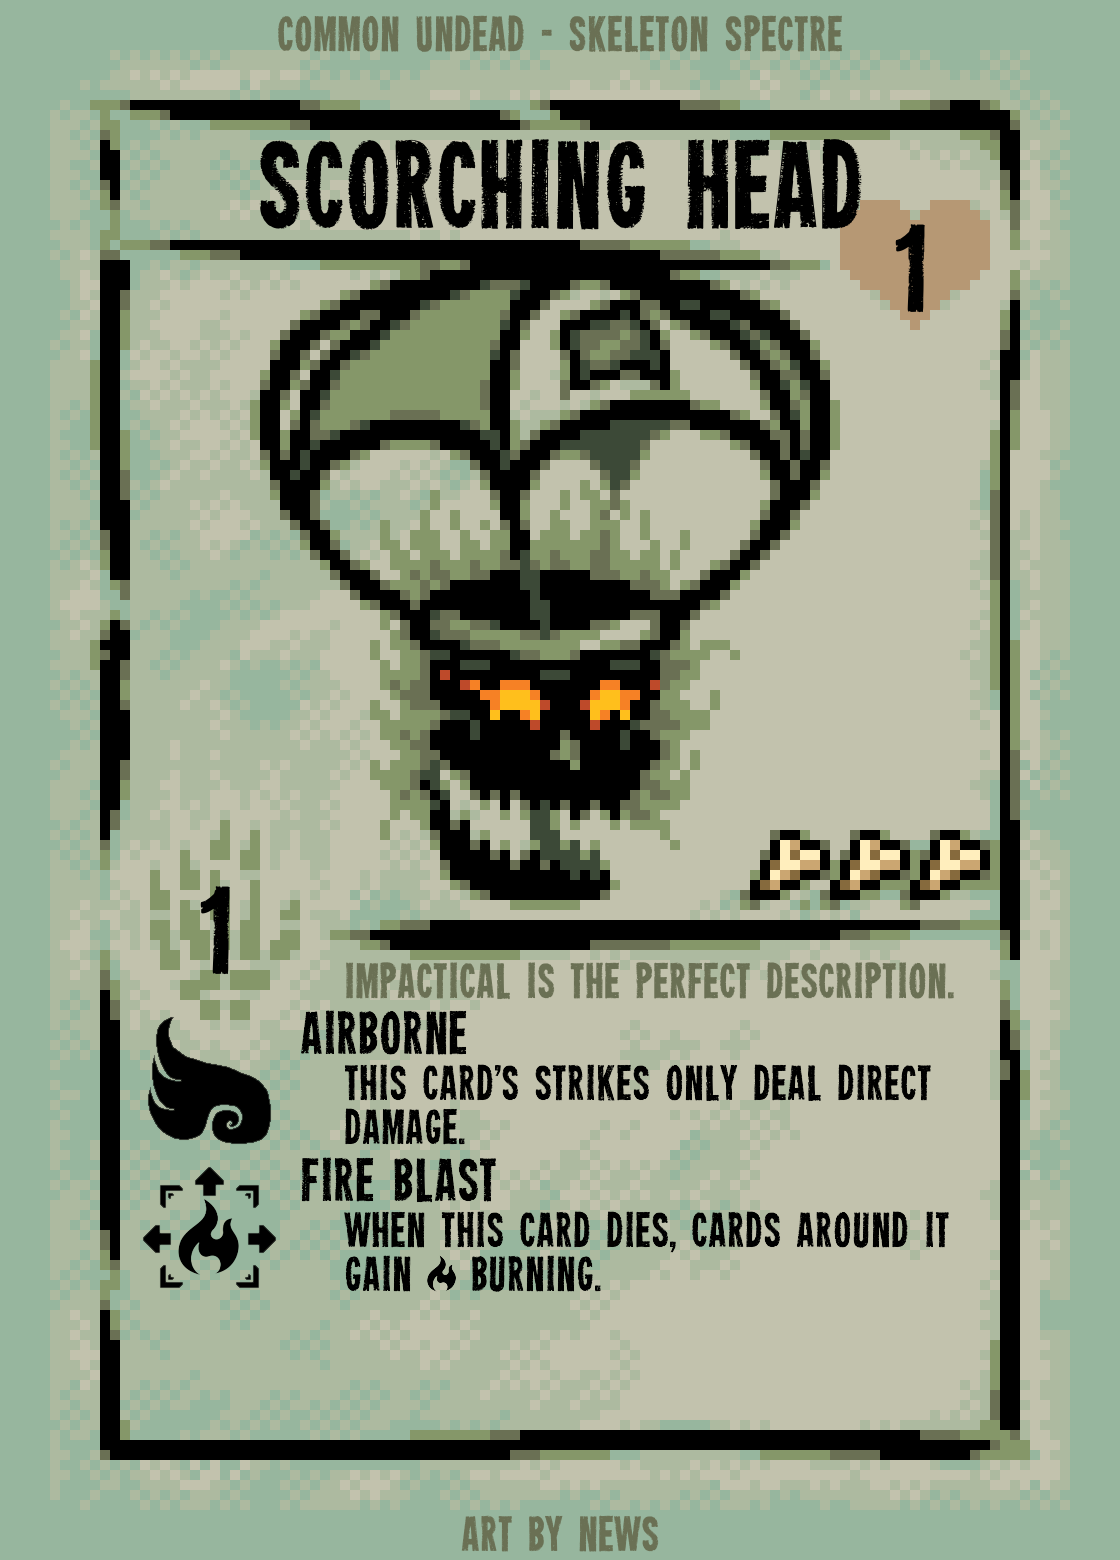 COMMON UNDEAD - SKELETON SPECTRE
SCORCHING HEAD
1
1
IMPACTICAL IS THE PERFECT DESCRIPTION.
AIRBORNE
THIS CARD'S STRIKES ONLY DEAL DIRECT
DAMAGE.
FIRE BLAST
WHEN THIS CARD DIES, CARDS AROUND IT
GAIN BURNING.
ART BY NEWS